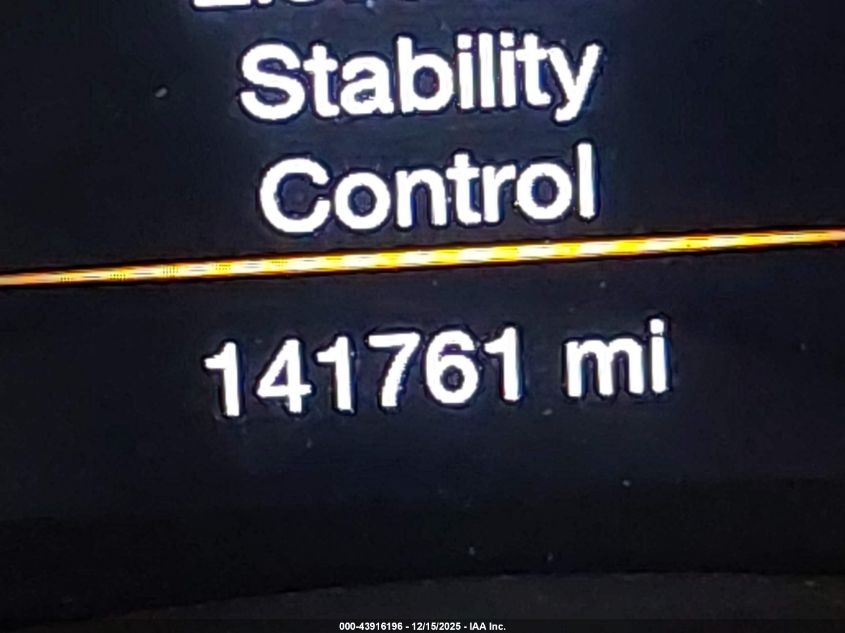 Stability
Control
141761 mi
000-43916196 - 12/15/2025 - IAA Inc.